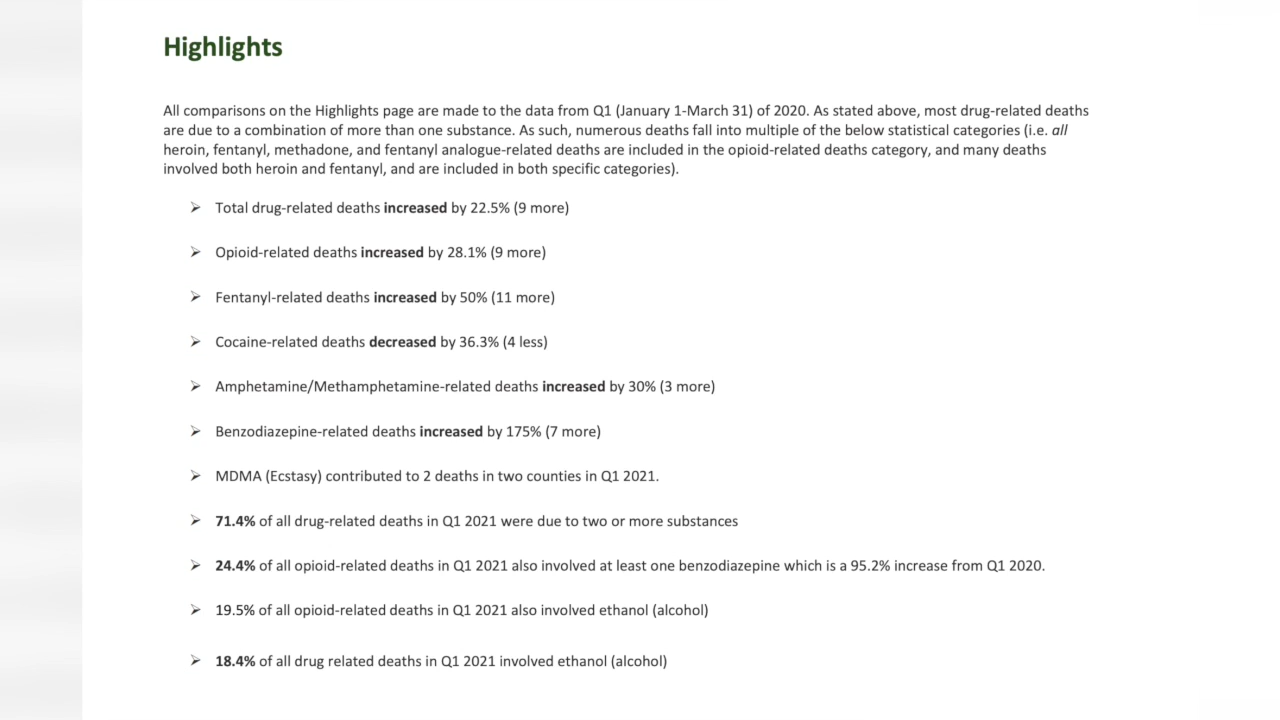 Highlights
All comparisons on the Highlights page are made to the data from Q1 (January 1-March 31) of 2020. As stated above, most drug-related deaths
are due to a combination of more than one substance. As such, numerous deaths fall into multiple of the below statistical categories (i.e. all
heroin, fentanyl, methadone, and fentanyl analogue-related deaths are included in the opioid-related deaths category, and many deaths
involved both heroin and fentanyl, and are included in both specific categories).
➢ Total drug-related deaths increased by 22.5% (9 more)
➢ Opioid-related deaths increased by 28.1% (9 more)
➢ Fentanyl-related deaths increased by 50% (11 more)
➢ Cocaine-related deaths decreased by 36.3% (4 less)
➢ Amphetamine/Methamphetamine-related deaths increased by 30% (3 more)
➢ Benzodiazepine-related deaths increased by 175% (7 more)
➢ MDMA (Ecstasy) contributed to 2 deaths in two counties in Q1 2021.
➢ 71.4% of all drug-related deaths in Q1 2021 were due to two or more substances
➢ 24.4% of all opioid-related deaths in Q1 2021 also involved at least one benzodiazepine which is a 95.2% increase from Q1 2020.
➢ 19.5% of all opioid-related deaths in Q1 2021 also involved ethanol (alcohol)
➢ 18.4% of all drug related deaths in Q1 2021 involved ethanol (alcohol)